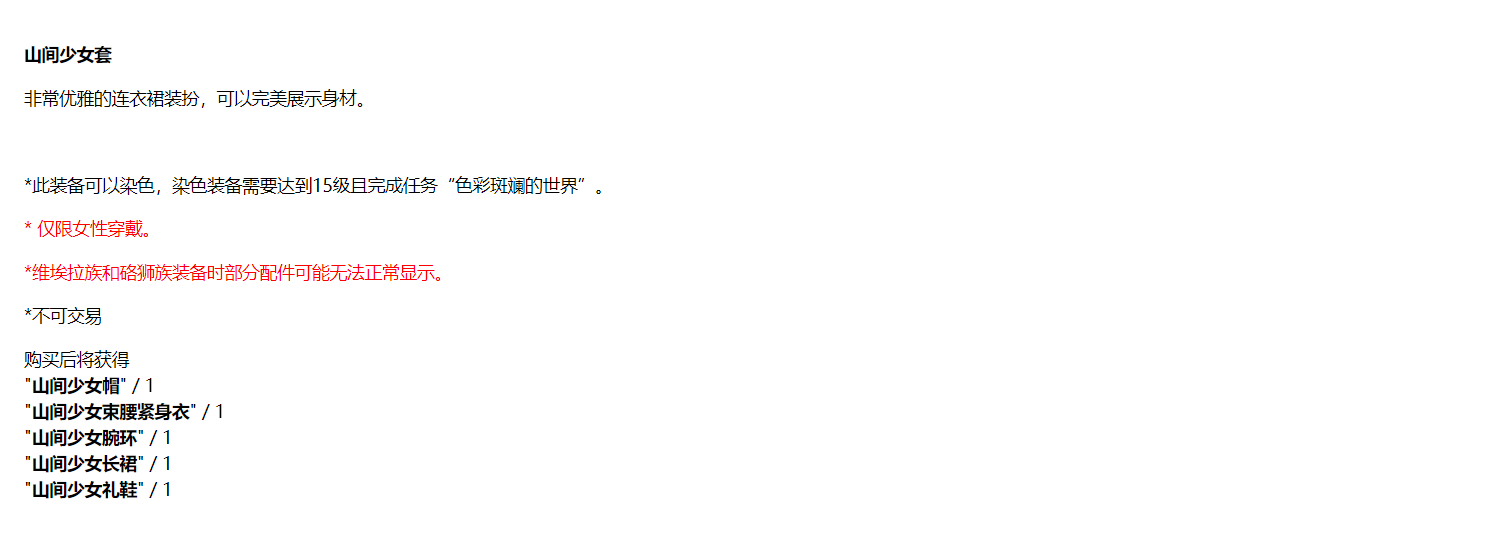 山间少女套
非常优雅的连衣裙装扮，可以完美展示身材。
*此装备可以染色，染色装备需要达到15级且完成任务“色彩斑斓的世界”。
* 仅限女性穿戴。
*维埃拉族和硌狮族装备时部分配件可能无法正常显示。
*不可交易
购买后将获得
"山间少女帽" / 1
"山间少女束腰紧身衣" / 1
"山间少女腕环" / 1
"山间少女长裙" / 1
"山间少女礼鞋" / 1